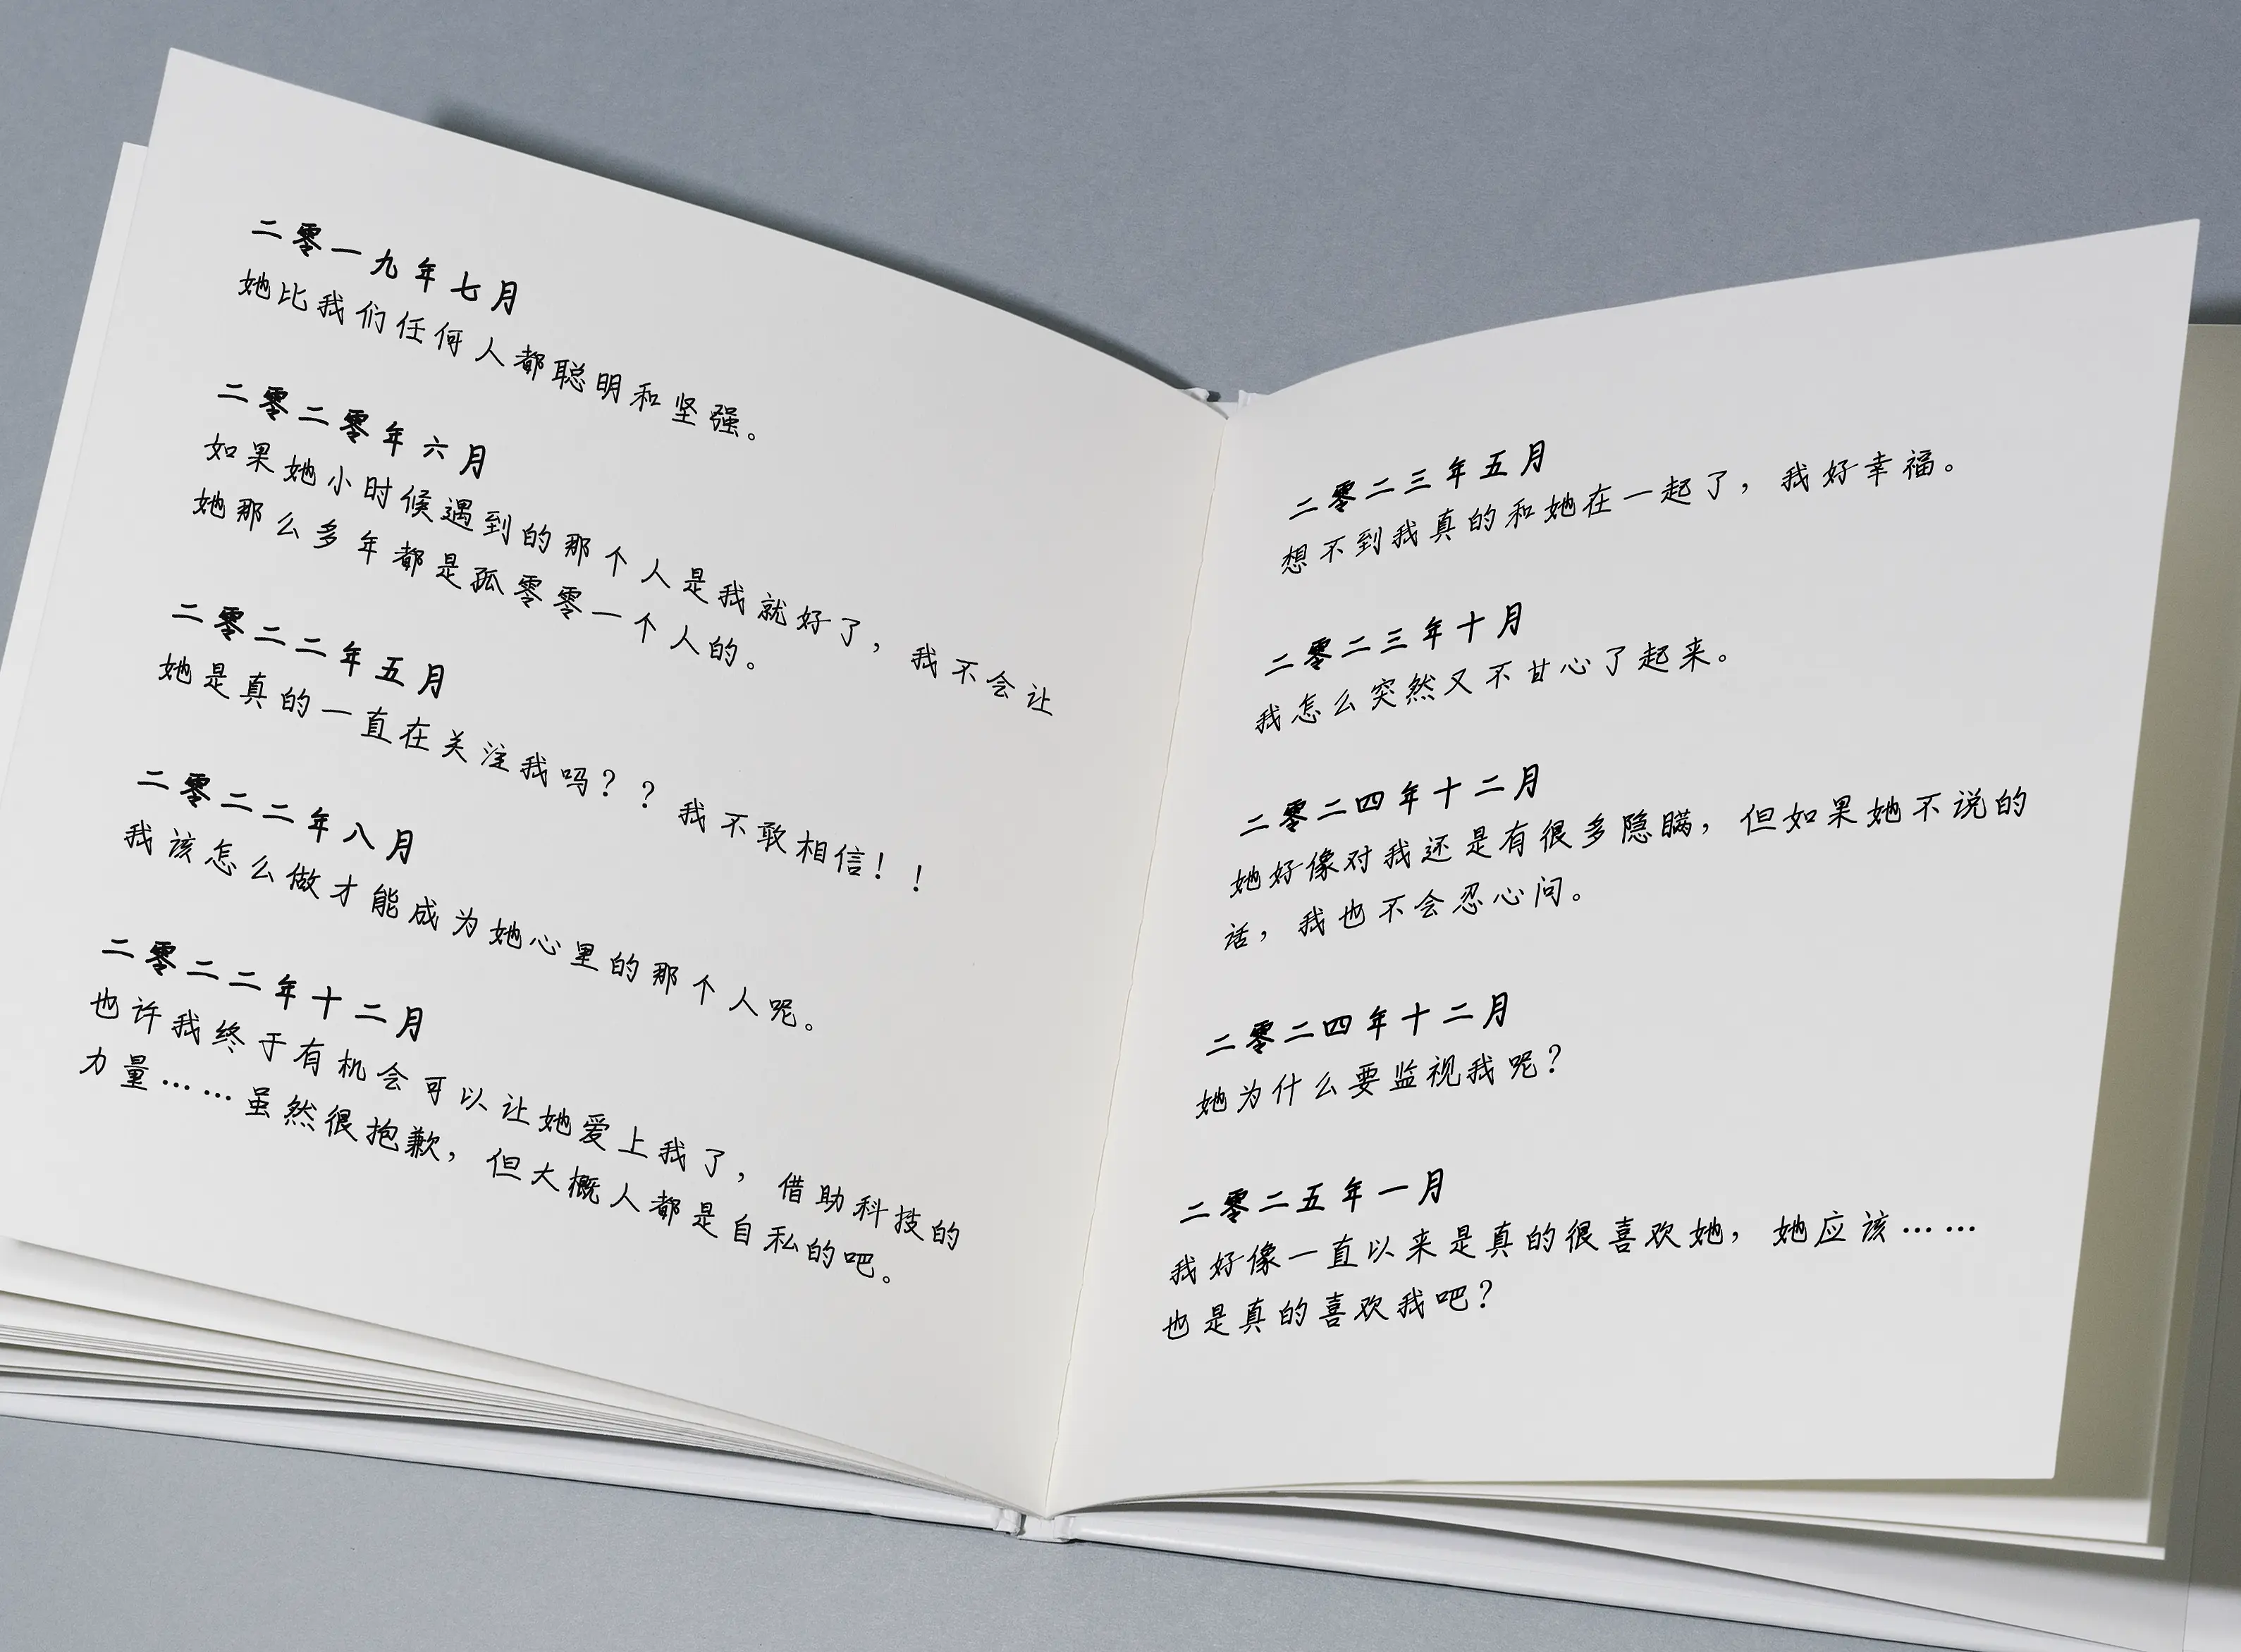 二零一九年七月
她比我们任何人都聪明和坚强。
二零二零年六月
如果她小时候遇到的那个人是我就好了，我不会让
她那么多年都是孤零零一个人的。
二零二二年五月
她是真的一直在关注我吗？？我不敢相信！！
二零二二年八月
我该怎么做才能成为她心里的那个人呢。
二零二二年十二月
也许我终于有机会可以让她爱上我了，借助科技的
力量……虽然很抱歉，但大概人都是自私的吧。
二零二三年五月
想不到我真的和她在一起了，我好幸福。
二零二三年十月
我怎么突然又不甘心了起来。
二零二四年十二月
她好像对我还是有很多隐瞒，但如果她不说的
话，我也不会忍心问。
二零二四年十二月
她为什么要监视我呢？
二零二五年一月
我好像一直以来是真的很喜欢她，她应该……
也是真的喜欢我吧？